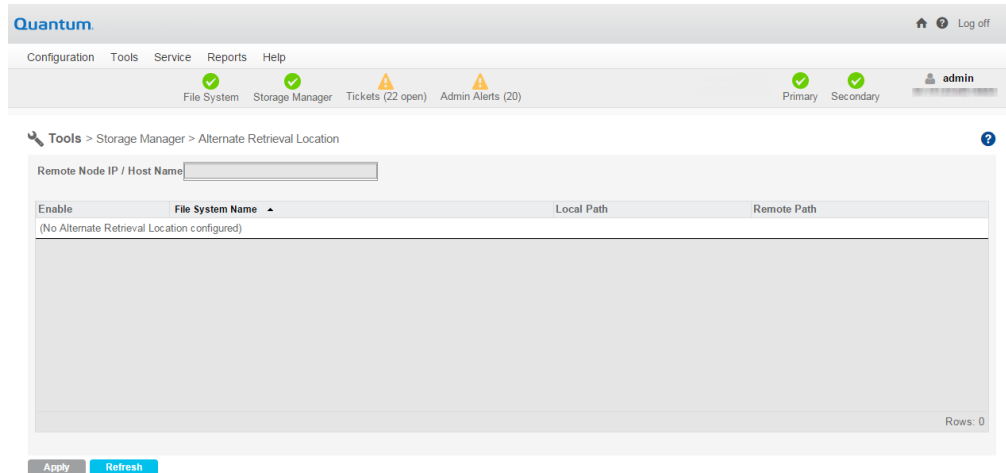 Quantum.
Log off
Configuration Tools Service Reports Help
File System Storage Manager Tickets (22 open) Admin Alerts (20) Primary Secondary admin
Tools > Storage Manager > Alternate Retrieval Location
Remote Node IP / Host Name
Enable File System Name Local Path Remote Path
(No Alternate Retrieval Location configured)
Rows: 0
Apply Refresh